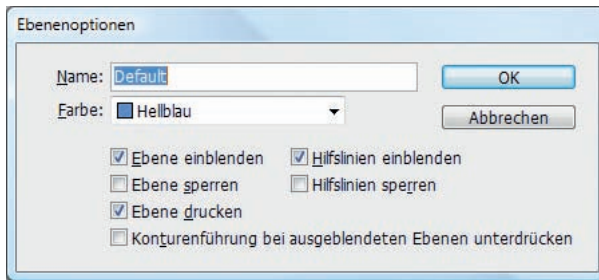 Ebenenoptionen
Name: Default
OK
Farbe: Hellblau
Abbrechen
Ebene einblenden Hilfslinien einblenden
Ebene sperren Hilfslinien sperren
Ebene drucken
Konturenführung bei ausgeblendeten Ebenen unterdrücken